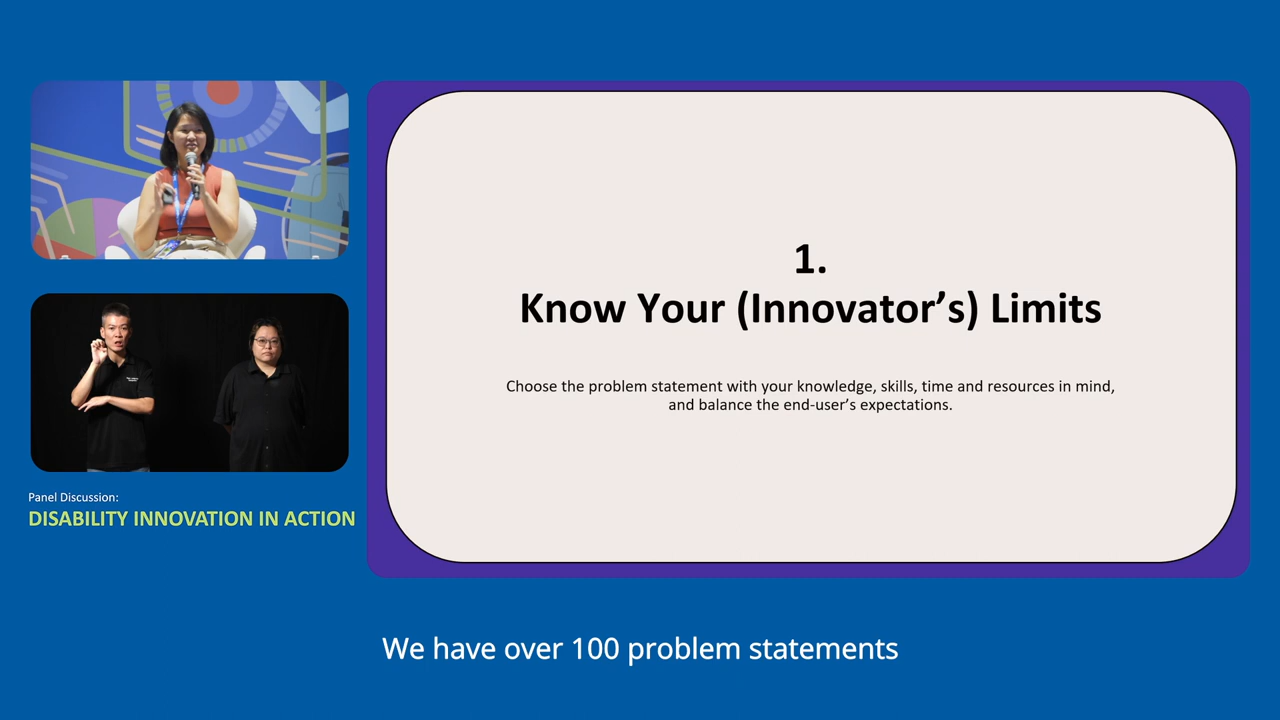 Panel Discussion:
DISABILITY INNOVATION IN ACTION
1.
Know Your (Innovator’s) Limits
Choose the problem statement with your knowledge, skills, time and resources in mind,
and balance the end-user’s expectations.
We have over 100 problem statements